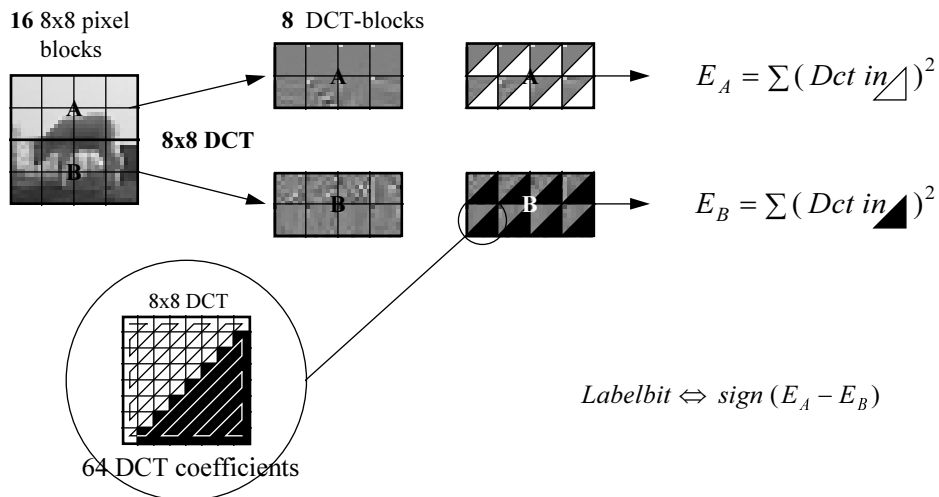 16 8x8 pixel
blocks
8 DCT-blocks
A
A
A
E_A = ∑ ( Dct in )²
8x8 DCT
B
B
B
E_B = ∑ ( Dct in )²
8x8 DCT
Labelbit ⇔ sign (E_A − E_B)
64 DCT coefficients